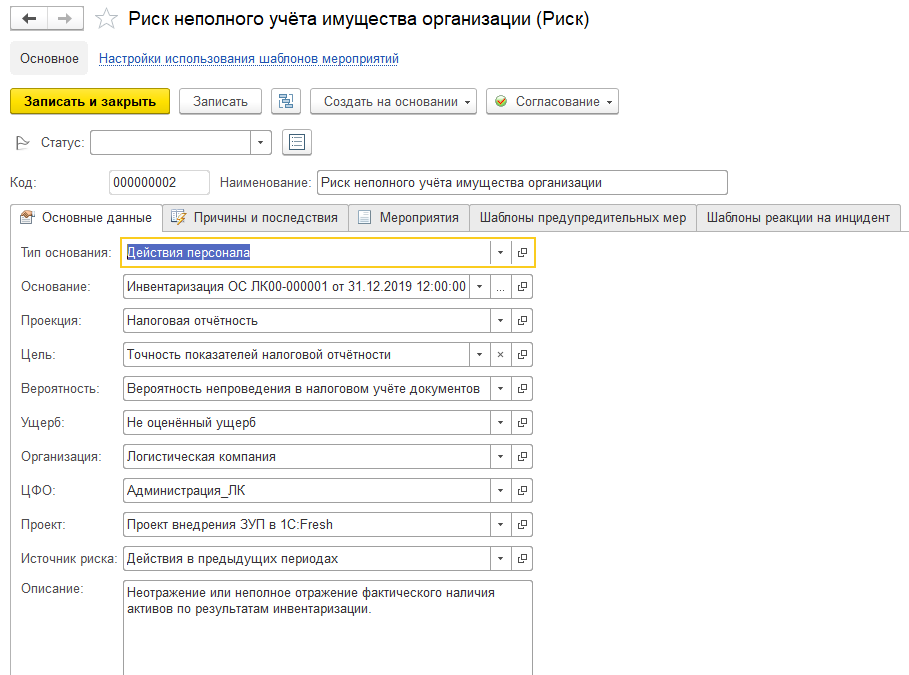 Риск неполного учёта имущества организации (Риск)
Основное Настройки использования шаблонов мероприятий
Записать и закрыть Записать Создать на основании Согласование
Статус:
Код: 000000002 Наименование: Риск неполного учёта имущества организации
Основные данные Причины и последствия Мероприятия Шаблоны предупредительных мер Шаблоны реакции на инцидент
Тип основания: Действия персонала
Основание: Инвентаризация ОС ЛК00-000001 от 31.12.2019 12:00:00 ...
Проекция: Налоговая отчётность
Цель: Точность показателей налоговой отчётности
Вероятность: Вероятность непроведения в налоговом учёте документов
Ущерб: Не оценённый ущерб
Организация: Логистическая компания
ЦФО: Администрация_ЛК
Проект: Проект внедрения ЗУП в 1С:Fresh
Источник риска: Действия в предыдущих периодах
Описание: Неотражение или неполное отражение фактического наличия
активов по результатам инвентаризации.